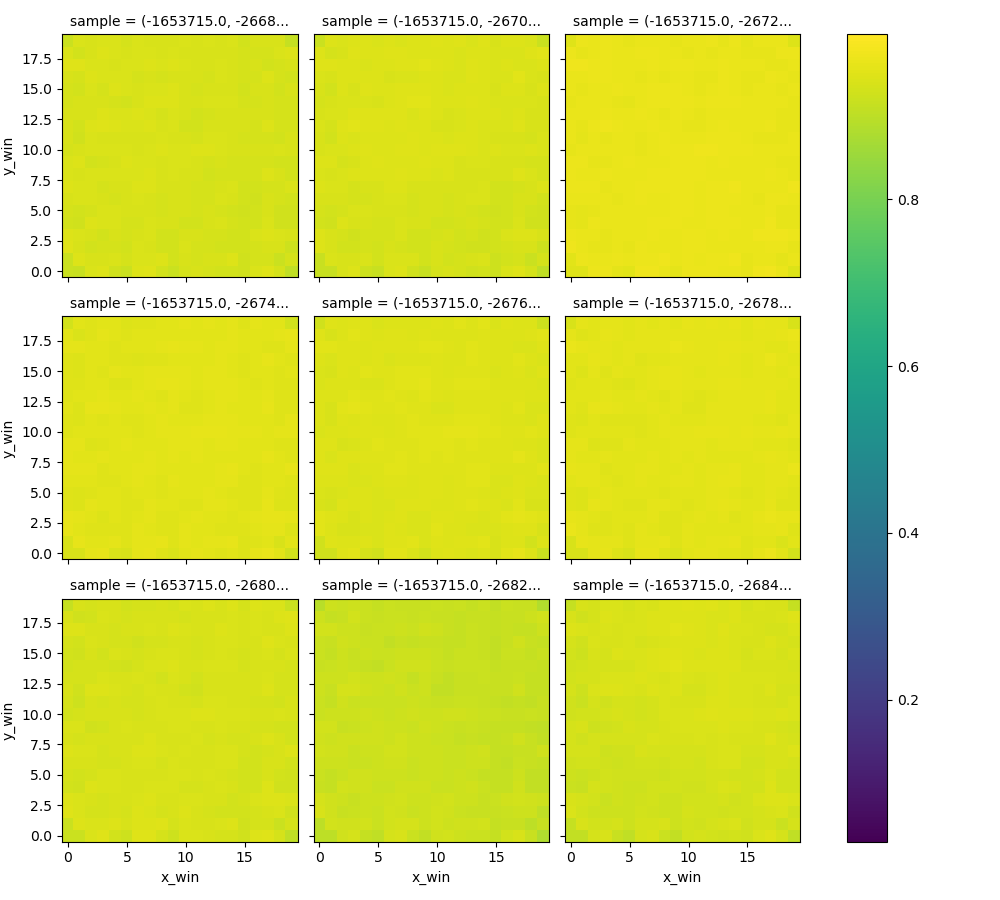 sample = (-1653715.0, -2668...
sample = (-1653715.0, -2670...
sample = (-1653715.0, -2672...
17.5
15.0
12.5
10.0
7.5
5.0
2.5
0.0
y_win
sample = (-1653715.0, -2674...
sample = (-1653715.0, -2676...
sample = (-1653715.0, -2678...
17.5
15.0
12.5
10.0
7.5
5.0
2.5
0.0
y_win
sample = (-1653715.0, -2680...
sample = (-1653715.0, -2682...
sample = (-1653715.0, -2684...
17.5
15.0
12.5
10.0
7.5
5.0
2.5
0.0
y_win
0 5 10 15
0 5 10 15
0 5 10 15
x_win
x_win
x_win
0.8
0.6
0.4
0.2